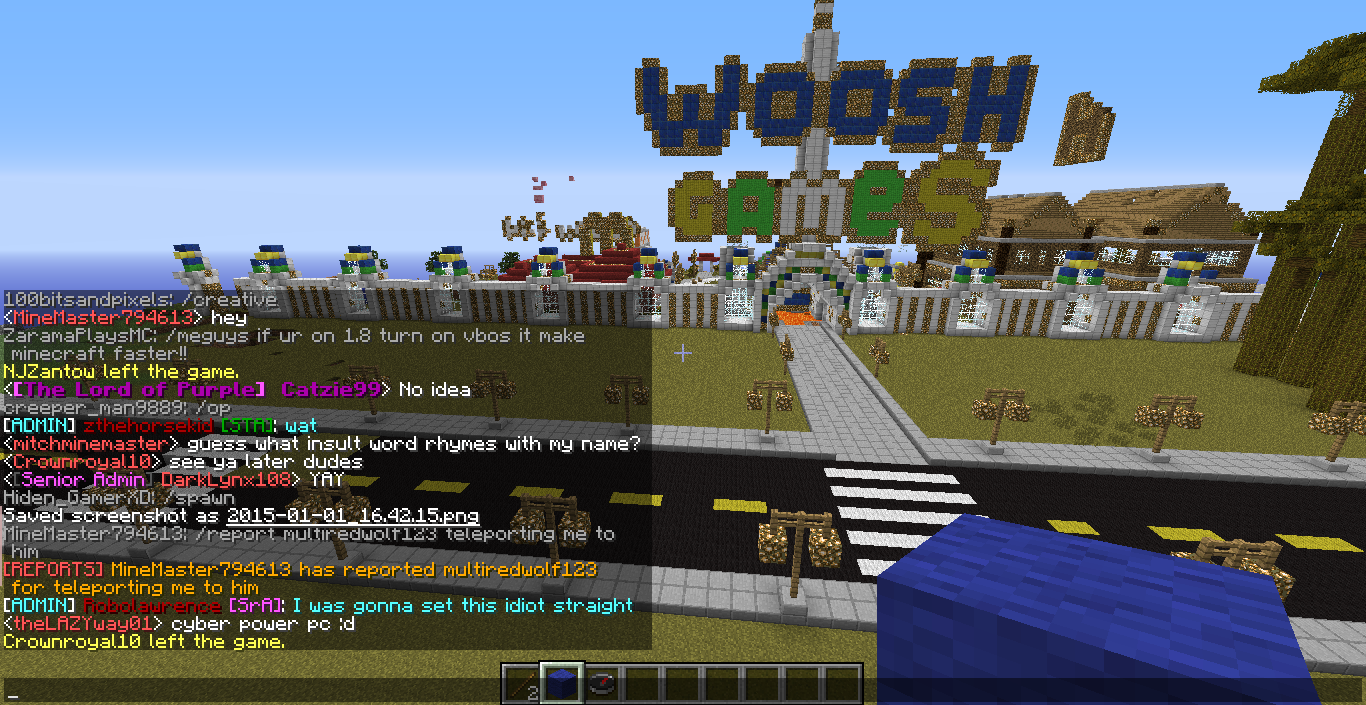 WOOSH
GAMES
100bitsandpixels: /creative
<MineMaster794613> hey
ZaramaPlaysMC: /meguys if ur on 1.8 turn on vbos it make
minecraft faster!!
NJZantow left the game.
<[The Lord of Purple] Catzie99> No idea
creeper_man9889: /op
[ADMIN] zthehorsekid [STA]: wat
<mitchminemaster> guess what insult word rhymes with my name?
<Crownroyal10> see ya later dudes
<[Senior Admin] DarkLynx108> YAY
Hiden_GamerXD: /spawn
Saved screenshot as 2015-01-01_16.42.15.png
MineMaster794613: /report multiredwolf123 teleporting me to
him
[REPORTS] MineMaster794613 has reported multiredwolf123
for teleporting me to him
[ADMIN] Robolawrence [SrA]: I was gonna set this idiot straight
<theLAZYway01> cyber power pc :d
Crownroyal10 left the game.
_
2